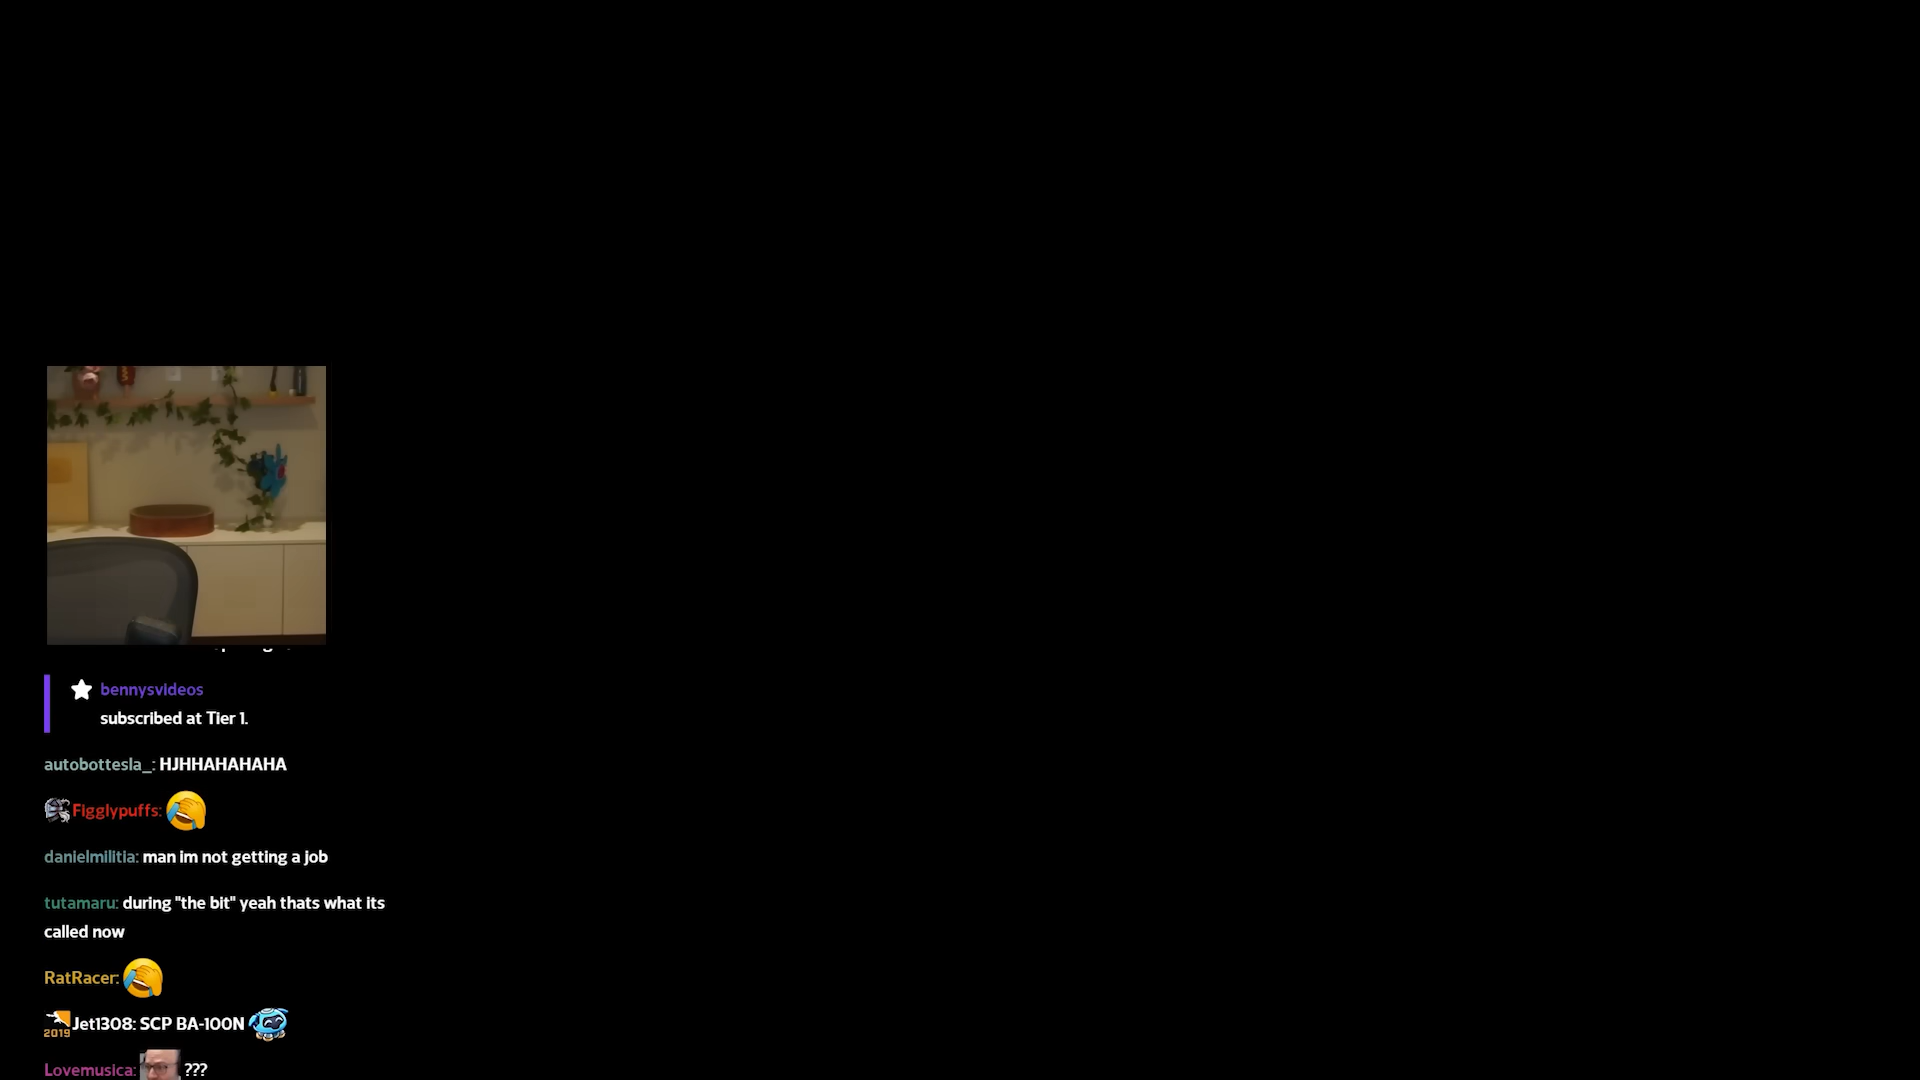 bennysvideos
subscribed at Tier 1.
autobottesla_: HJHHAHAHAHA
Figglypuffs:
danielmilitia: man im not getting a job
tutamaru: during "the bit" yeah thats what its
called now
RatRacer:
2019 Jet1308: SCP BA-100N
Lovemusica: ???